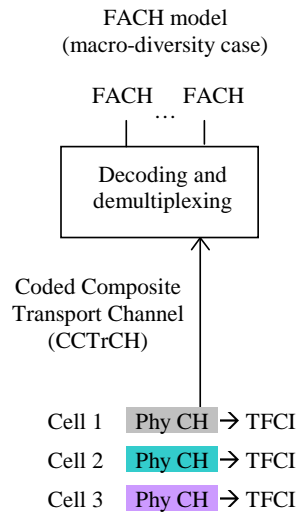 FACH model
(macro-diversity case)
FACH FACH
…
Decoding and
demultiplexing
Coded Composite
Transport Channel
(CCTrCH)
Cell 1 Phy CH → TFCI
Cell 2 Phy CH → TFCI
Cell 3 Phy CH → TFCI